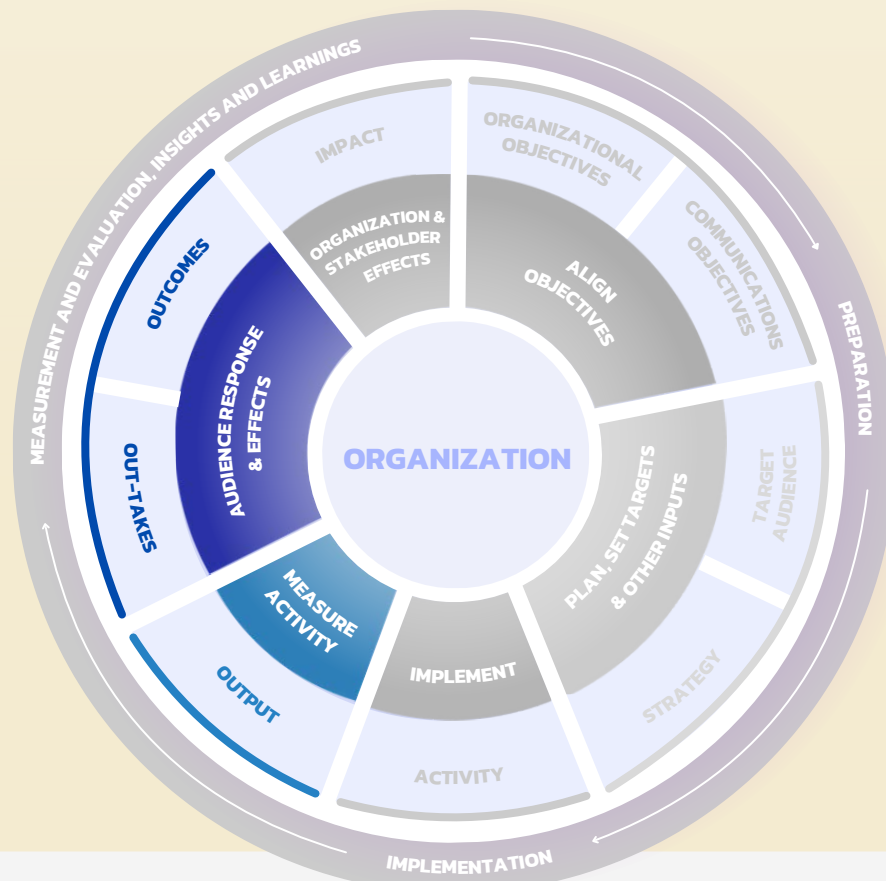 MEASUREMENT AND EVALUATION, INSIGHTS AND LEARNINGS
PREPARATION
IMPLEMENTATION
ORGANIZATIONAL
OBJECTIVES
COMMUNICATIONS
OBJECTIVES
ALIGN
OBJECTIVES
TARGET
AUDIENCE
STRATEGY
PLAN, SET TARGETS
& OTHER INPUTS
ACTIVITY
IMPLEMENT
OUTPUT
MEASURE
ACTIVITY
OUT-TAKES
OUTCOMES
AUDIENCE RESPONSE
& EFFECTS
IMPACT
ORGANIZATION &
STAKEHOLDER
EFFECTS
ORGANIZATION